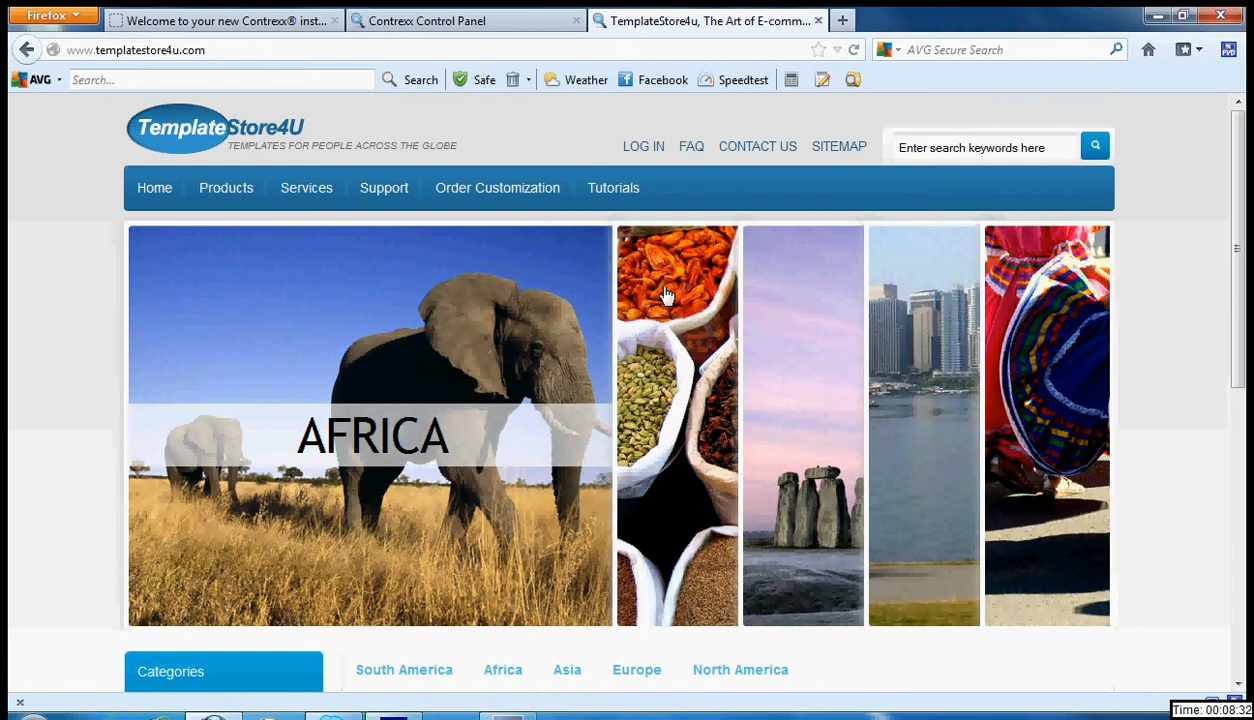 Firefox
Welcome to your new Contrexx® inst...
Contrexx Control Panel
TemplateStore4u, The Art of E-comm...
www.templatestore4u.com
AVG Secure Search
AVG
Search...
Search
Safe
Weather
Facebook
Speedtest
TemplateStore4U
TEMPLATES FOR PEOPLE ACROSS THE GLOBE
LOG IN
FAQ
CONTACT US
SITEMAP
Enter search keywords here
Home
Products
Services
Support
Order Customization
Tutorials
AFRICA
Categories
South America
Africa
Asia
Europe
North America
Time: 00:08:32